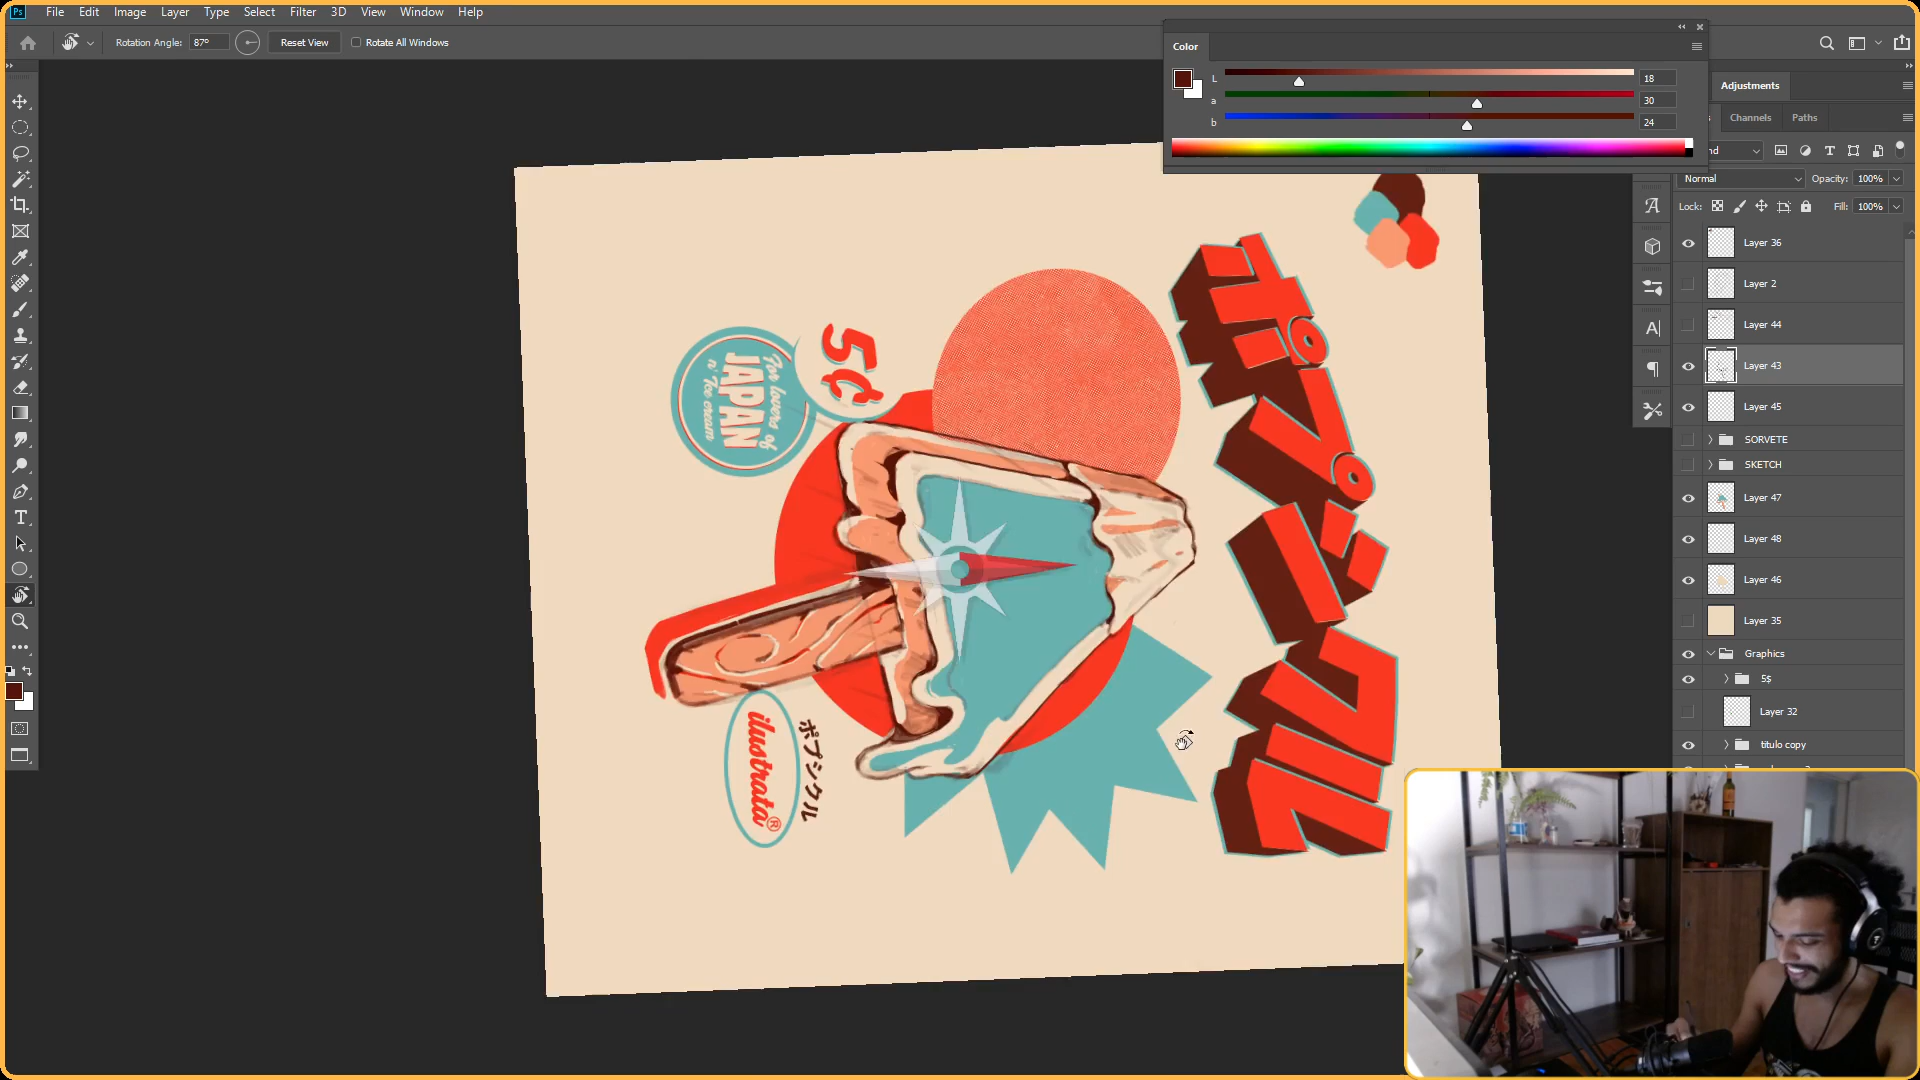 Ps File Edit Image Layer Type Select Filter 3D View Window Help
Rotation Angle: 87º Reset View Rotate All Windows
Color
L 18
a 30
b 24
Adjustments
Channels Paths
Normal Opacity: 100%
Lock: Fill: 100%
Layer 36
Layer 2
Layer 44
Layer 43
Layer 45
SORVETE
SKETCH
Layer 47
Layer 48
Layer 46
Layer 35
Graphics
5$
Layer 32
titulo copy
ポプシクル
5¢
For lovers of
JAPAN
n' Ice cream
ポプシクル
ilustrata®